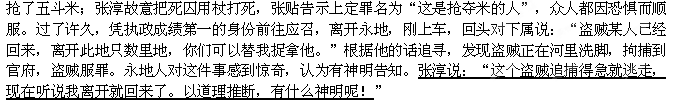 抢了五斗米；张淳故意把死囚用杖打死，张贴告示上定罪名为“这是抢夺米的人”，众人都因恐惧而顺
服。过了许久，凭执政成绩第一的身份前往应召，离开永地，刚上车，回头对下属说：“盗贼某人已经
回来，离开此地只数里地，你们可以替我捉拿他。”根据他的话追寻，发现盗贼正在河里洗脚，拘捕到
官府，盗贼服罪。永地人对这件事感到惊奇，认为有神明告知。张淳说：“这个盗贼追捕得急就逃走，
现在听说我离开就回来了。以道理推断，有什么神明呢！”